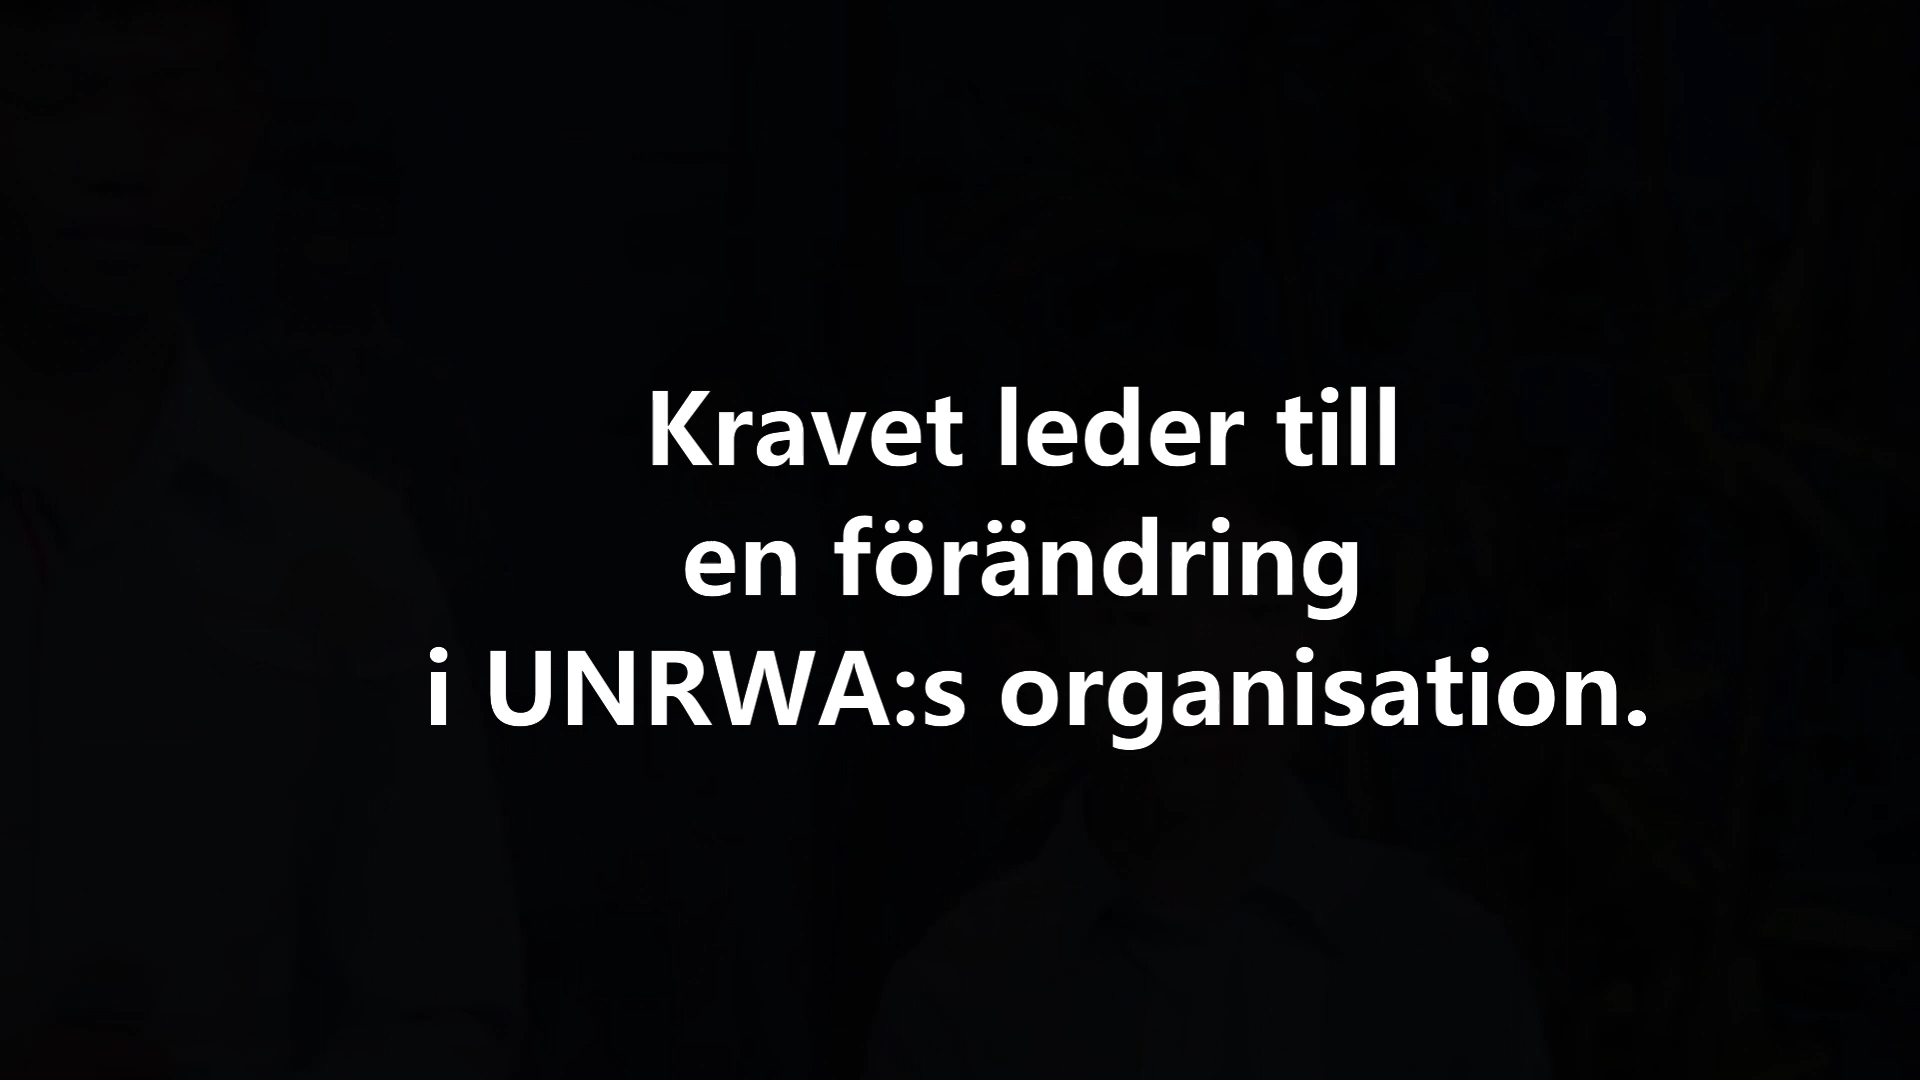 Kravet leder till
en förändring
i UNRWA:s organisation.